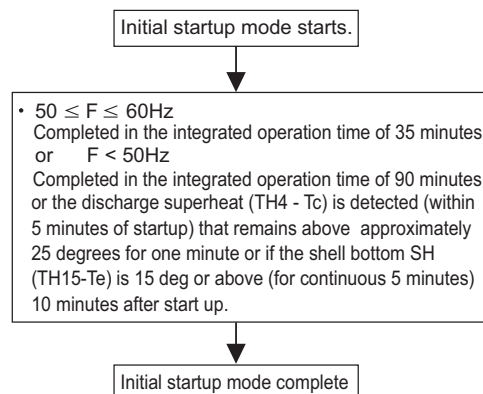 Initial startup mode starts.
• 50 ≤ F ≤ 60Hz
Completed in the integrated operation time of 35 minutes
or F < 50Hz
Completed in the integrated operation time of 90 minutes
or the discharge superheat (TH4 - Tc) is detected (within
5 minutes of startup) that remains above approximately
25 degrees for one minute or if the shell bottom SH
(TH15-Te) is 15 deg or above (for continuous 5 minutes)
10 minutes after start up.
Initial startup mode complete